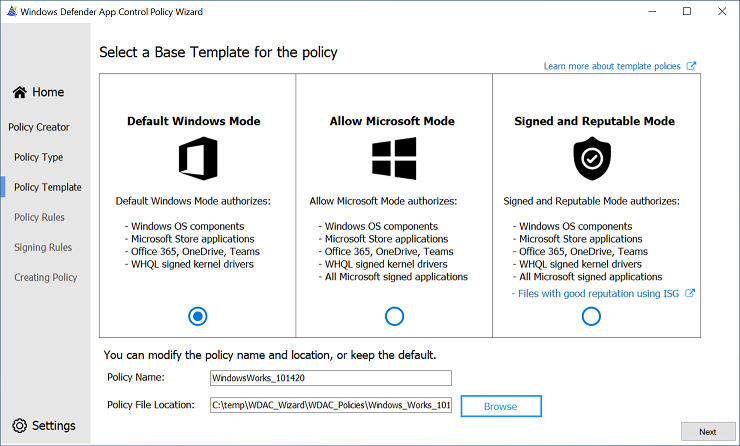 Windows Defender App Control Policy Wizard
Select a Base Template for the policy
Learn more about template policies
Home
Policy Creator
Policy Type
Policy Template
Policy Rules
Signing Rules
Creating Policy
Settings
Default Windows Mode
Default Windows Mode authorizes:
- Windows OS components
- Microsoft Store applications
- Office 365, OneDrive, Teams
- WHQL signed kernel drivers
Allow Microsoft Mode
Allow Microsoft Mode authorizes:
- Windows OS components
- Microsoft Store applications
- Office 365, OneDrive, Teams
- WHQL signed kernel drivers
- All Microsoft signed applications
Signed and Reputable Mode
Signed and Reputable Mode authorizes:
- Windows OS components
- Microsoft Store applications
- Office 365, OneDrive, Teams
- WHQL signed kernel drivers
- All Microsoft signed applications
- Files with good reputation using ISG
You can modify the policy name and location, or keep the default.
Policy Name: WindowsWorks_101420
Policy File Location: C:\temp\WDAC_Wizard\WDAC_Policies\Windows_Works_101 Browse
Next